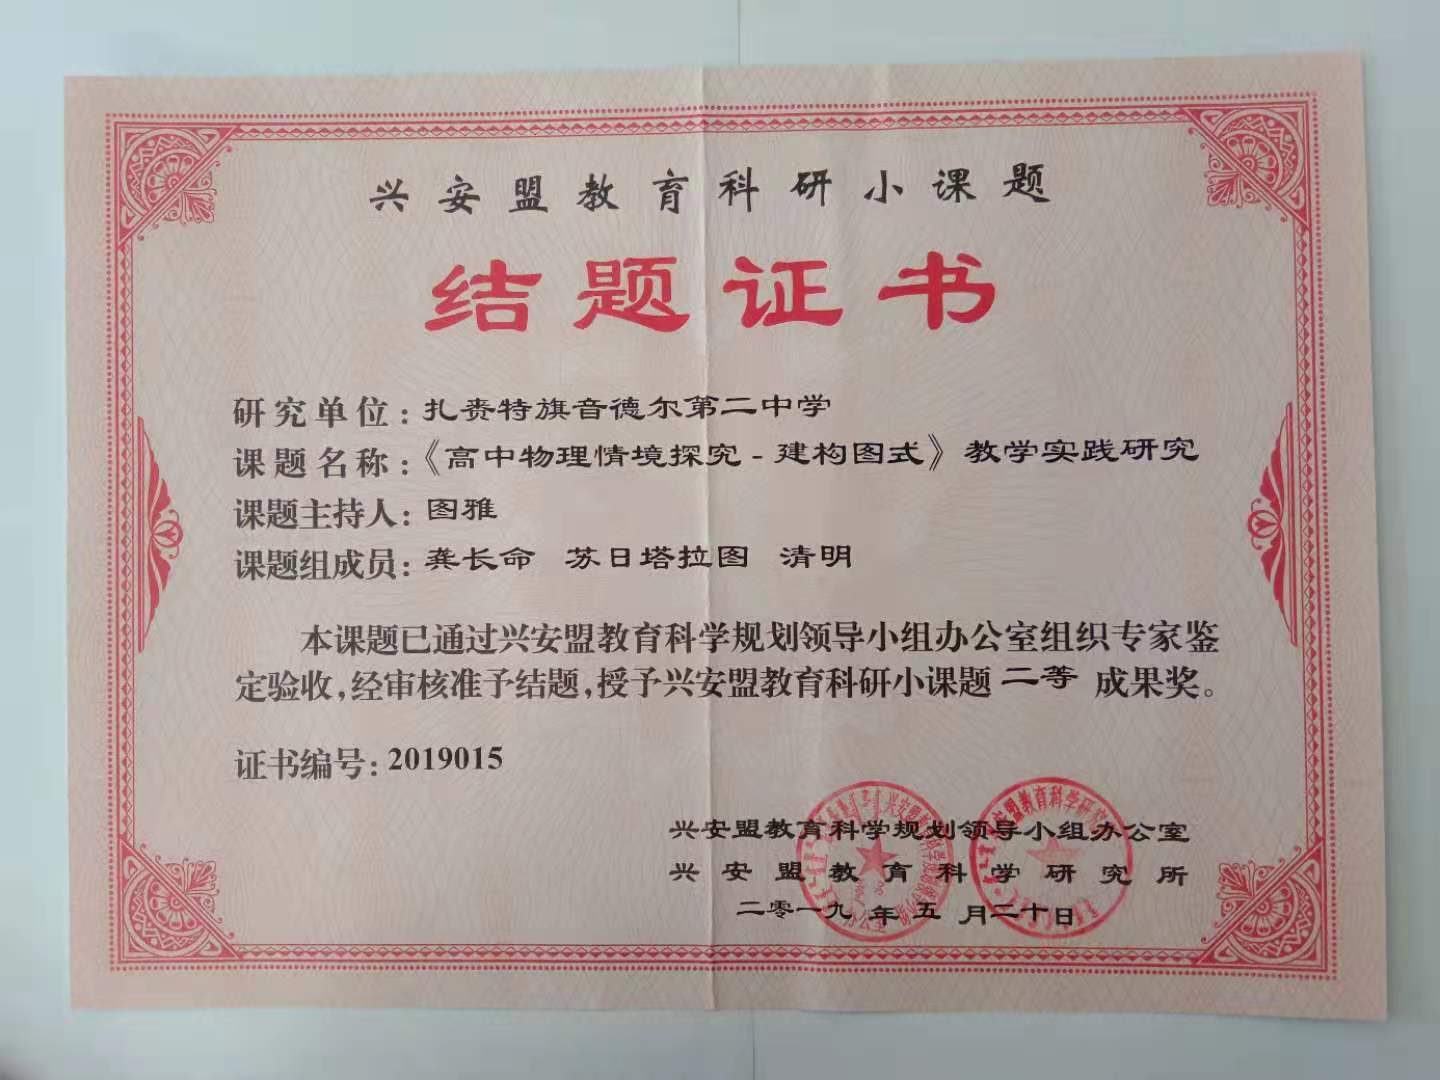 兴安盟教育科研小课题
结题证书
研究单位:扎赉特旗音德尔第二中学
课题名称:《高中物理情境探究-建构图式》教学实践研究
课题主持人:图雅
课题组成员:龚长命 苏日塔拉图 清明
本课题已通过兴安盟教育科学规划领导小组办公室组织专家鉴
定验收,经审核准予结题,授予兴安盟教育科研小课题二等 成果奖。
证书编号:2019015
兴安盟教育科学规划领导小组办公室
兴安盟教育科学研究所
二零一九年五月二十日